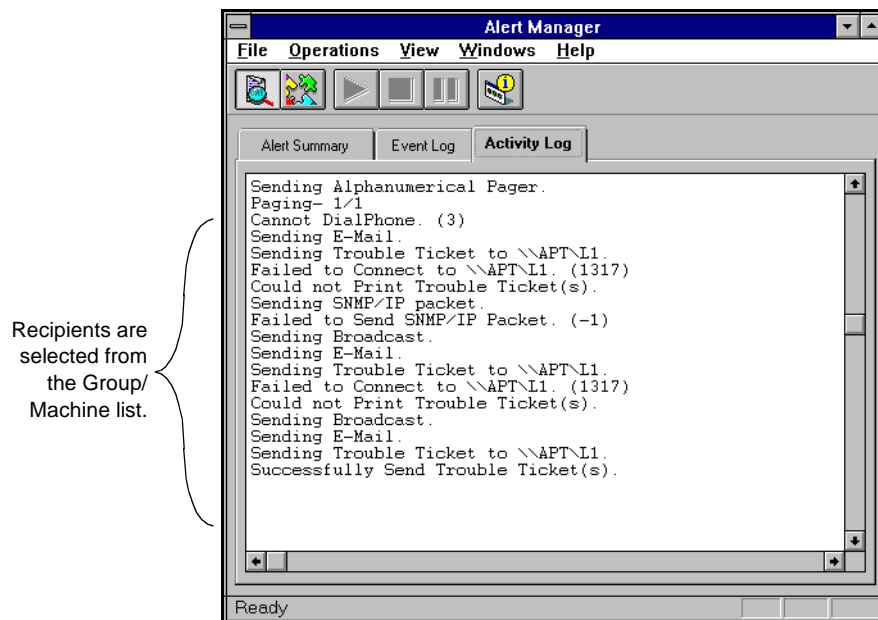 Alert Manager
File Operations View Windows Help
Alert Summary Event Log Activity Log
Sending Alphanumerical Pager.
Paging- 1/1
Cannot DialPhone. (3)
Sending E-Mail.
Sending Trouble Ticket to \\APT\L1.
Failed to Connect to \\APT\L1. (1317)
Could not Print Trouble Ticket(s).
Sending SNMP/IP packet.
Failed to Send SNMP/IP Packet. (-1)
Sending Broadcast.
Sending E-Mail.
Sending Trouble Ticket to \\APT\L1.
Failed to Connect to \\APT\L1. (1317)
Could not Print Trouble Ticket(s).
Sending Broadcast.
Sending E-Mail.
Sending Trouble Ticket to \\APT\L1.
Successfully Send Trouble Ticket(s).
Ready
Recipients are
selected from
the Group/
Machine list.